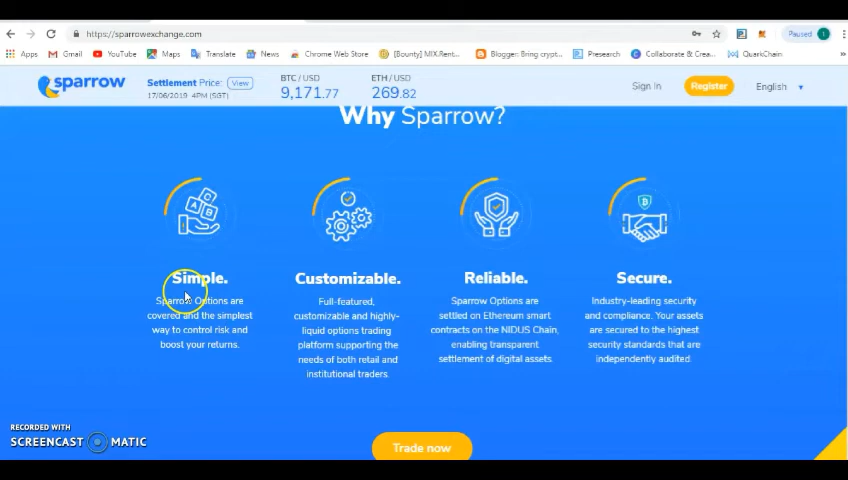 https://sparrowexchange.com
Paused
Apps
Gmail
YouTube
Maps
Translate
News
Chrome Web Store
[Bounty] MIX.Rent...
Blogger: Bring cryp...
Presearch
Collaborate & Crea...
QuarkChain
»
sparrow
Settlement Price: View
17/06/2019 4PM (SGT)
BTC / USD
9,171.77
ETH / USD
269.82
Sign In
Register
English
Why Sparrow?
Simple.
Sparrow Options are
covered and the simplest
way to control risk and
boost your returns.
Customizable.
Full-featured,
customizable and highly-
liquid options trading
platform supporting the
needs of both retail and
institutional traders.
Reliable.
Sparrow Options are
settled on Ethereum smart
contracts on the NIDUS Chain,
enabling transparent
settlement of digital assets.
Secure.
Industry-leading security
and compliance. Your assets
are secured to the highest
security standards that are
independently audited.
Trade now
RECORDED WITH
SCREENCAST MATIC